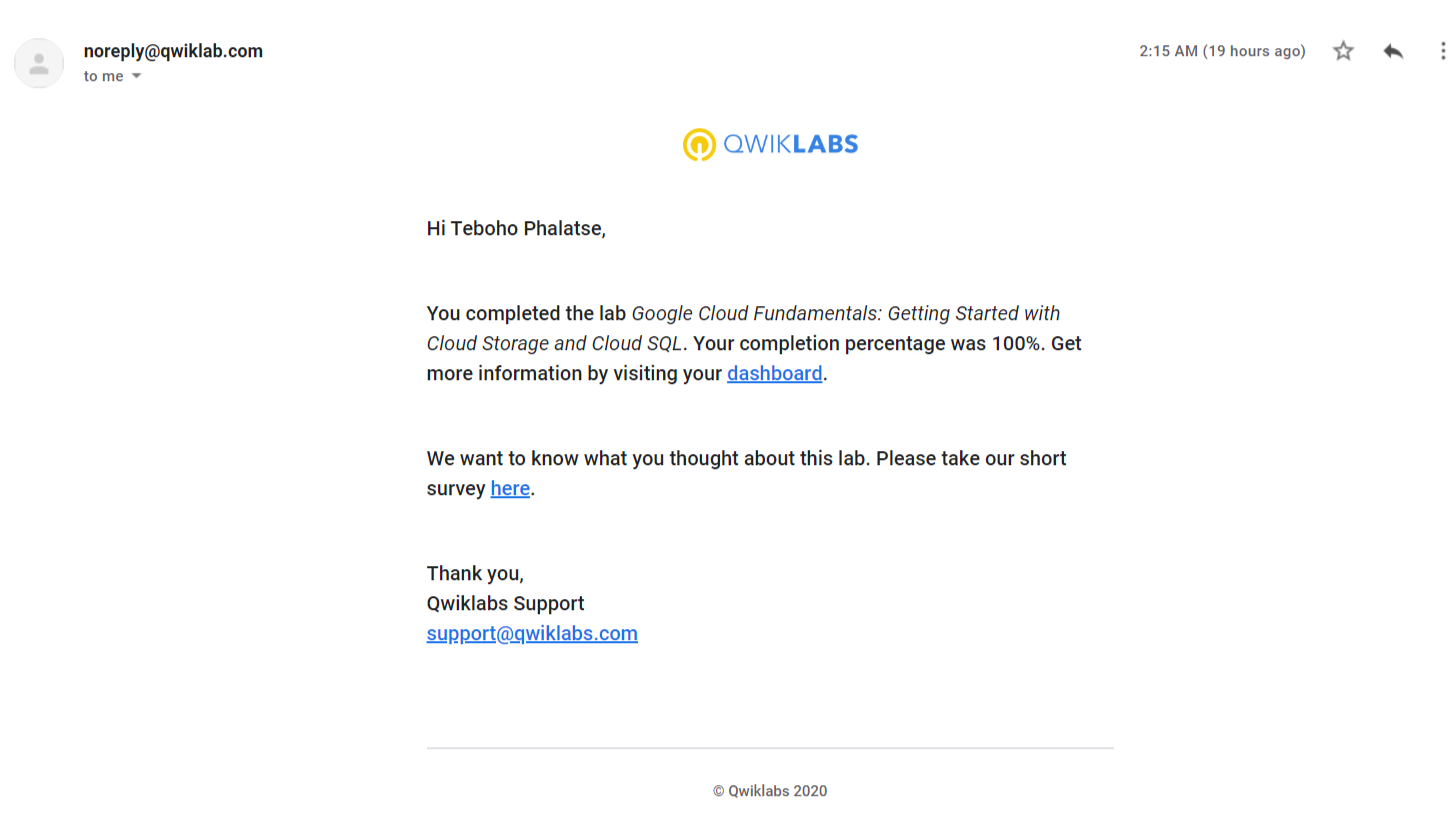 noreply@qwiklab.com
2:15 AM (19 hours ago)
to me
QWIKLABS
Hi Teboho Phalatse,
You completed the lab Google Cloud Fundamentals: Getting Started with
Cloud Storage and Cloud SQL. Your completion percentage was 100%. Get
more information by visiting your dashboard.
We want to know what you thought about this lab. Please take our short
survey here.
Thank you,
Qwiklabs Support
support@qwiklabs.com
© Qwiklabs 2020